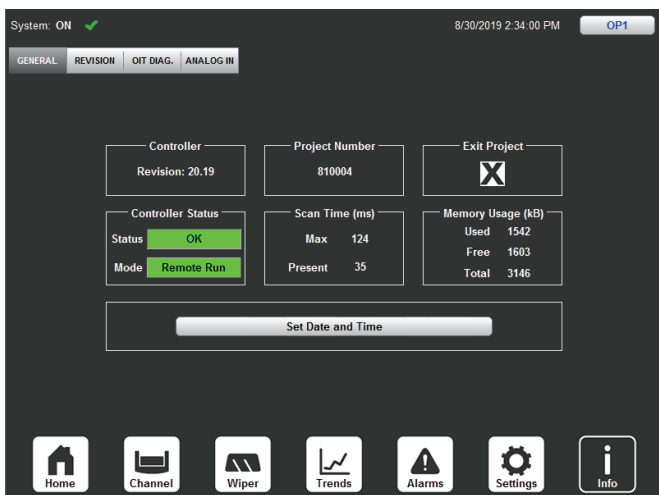 System: ON 8/30/2019 2:34:00 PM OP1
GENERAL REVISION OIT DIAG. ANALOG IN
Controller Project Number Exit Project
Revision: 20.19 810004 X
Controller Status Scan Time (ms) Memory Usage (kB)
Status OK Max 124 Used 1542
Free 1603
Mode Remote Run Present 35 Total 3146
Set Date and Time
Home Channel Wiper Trends Alarms Settings Info